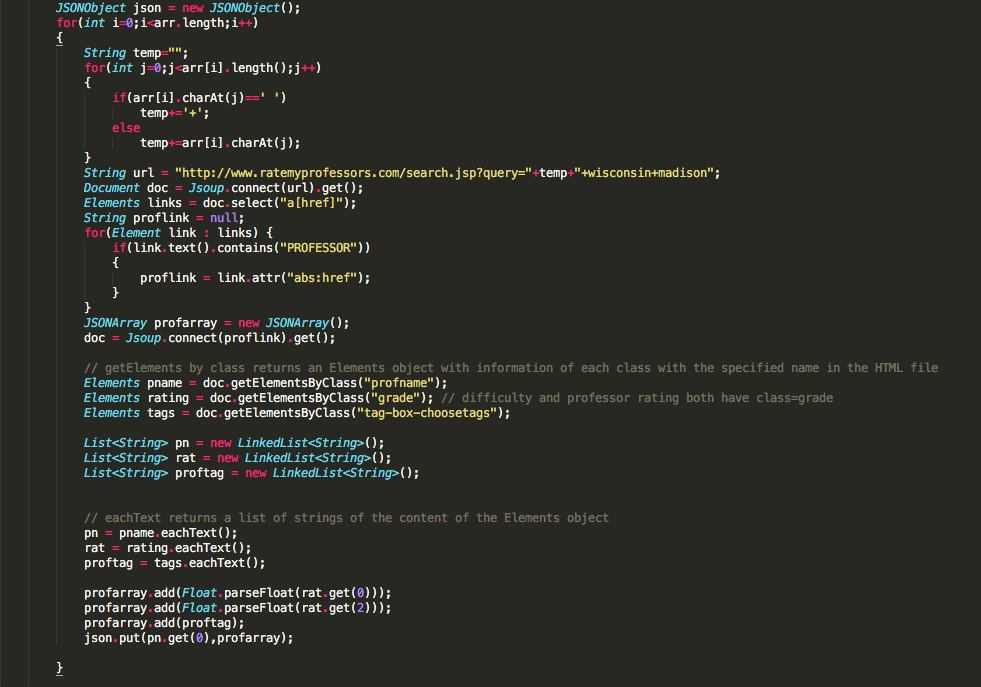 JSONObject json = new JSONObject();
for(int i=0;i<arr.length;i++)
{
String temp="";
for(int j=0;j<arr[i].length();j++)
{
if(arr[i].charAt(j)==' ')
temp+='+';
else
temp+=arr[i].charAt(j);
}
String url = "http://www.ratemyprofessors.com/search.jsp?query="+temp+"+wisconsin+madison";
Document doc = Jsoup.connect(url).get();
Elements links = doc.select("a[href]");
String proflink = null;
for(Element link : links) {
if(link.text().contains("PROFESSOR"))
{
proflink = link.attr("abs:href");
}
}
JSONArray profarray = new JSONArray();
doc = Jsoup.connect(proflink).get();
// getElements by class returns an Elements object with information of each class with the specified name in the HTML file
Elements pname = doc.getElementsByClass("profname");
Elements rating = doc.getElementsByClass("grade"); // difficulty and professor rating both have class=grade
Elements tags = doc.getElementsByClass("tag-box-choosetags");
List<String> pn = new LinkedList<String>();
List<String> rat = new LinkedList<String>();
List<String> proftag = new LinkedList<String>();
// eachText returns a list of strings of the content of the Elements object
pn = pname.eachText();
rat = rating.eachText();
proftag = tags.eachText();
profarray.add(Float.parseFloat(rat.get(0)));
profarray.add(Float.parseFloat(rat.get(2)));
profarray.add(proftag);
json.put(pn.get(0),profarray);
}